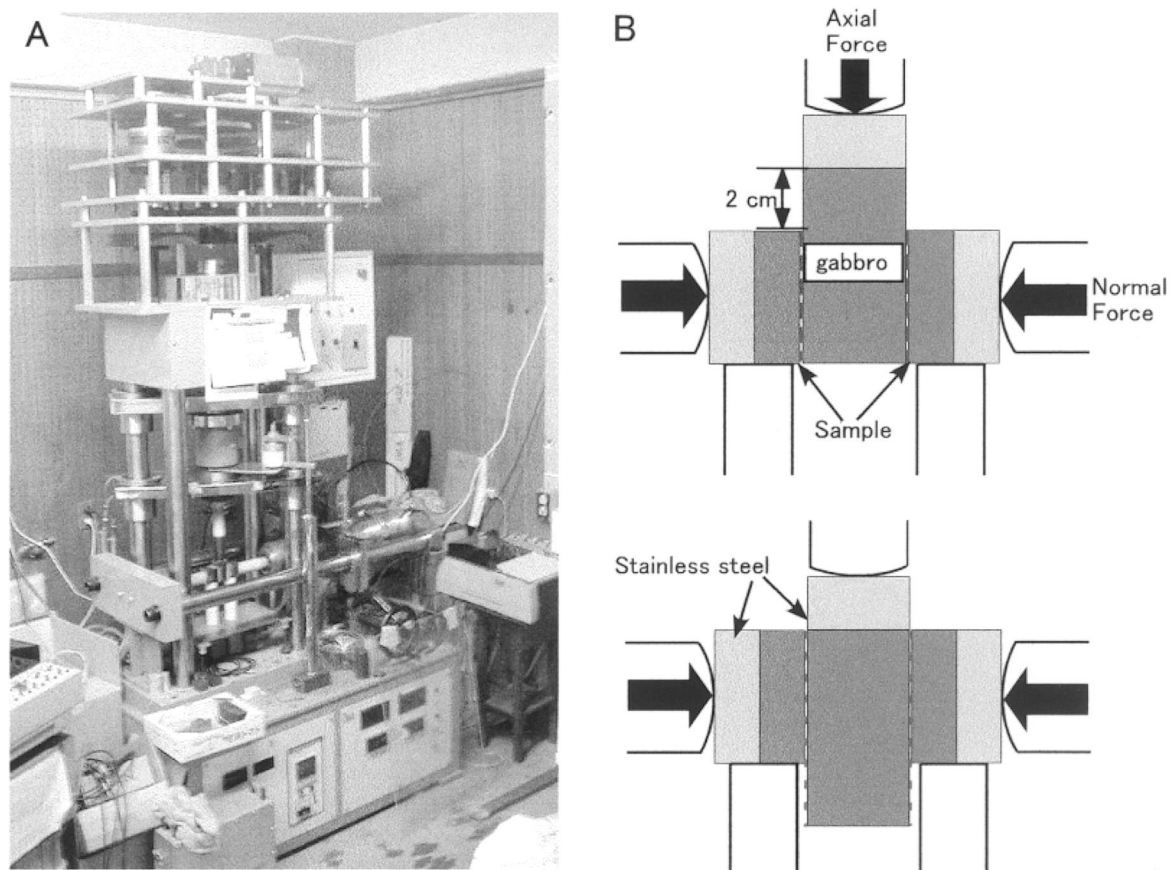 A
B
Axial
Force
2 cm
gabbro
Normal
Force
Sample
Stainless steel